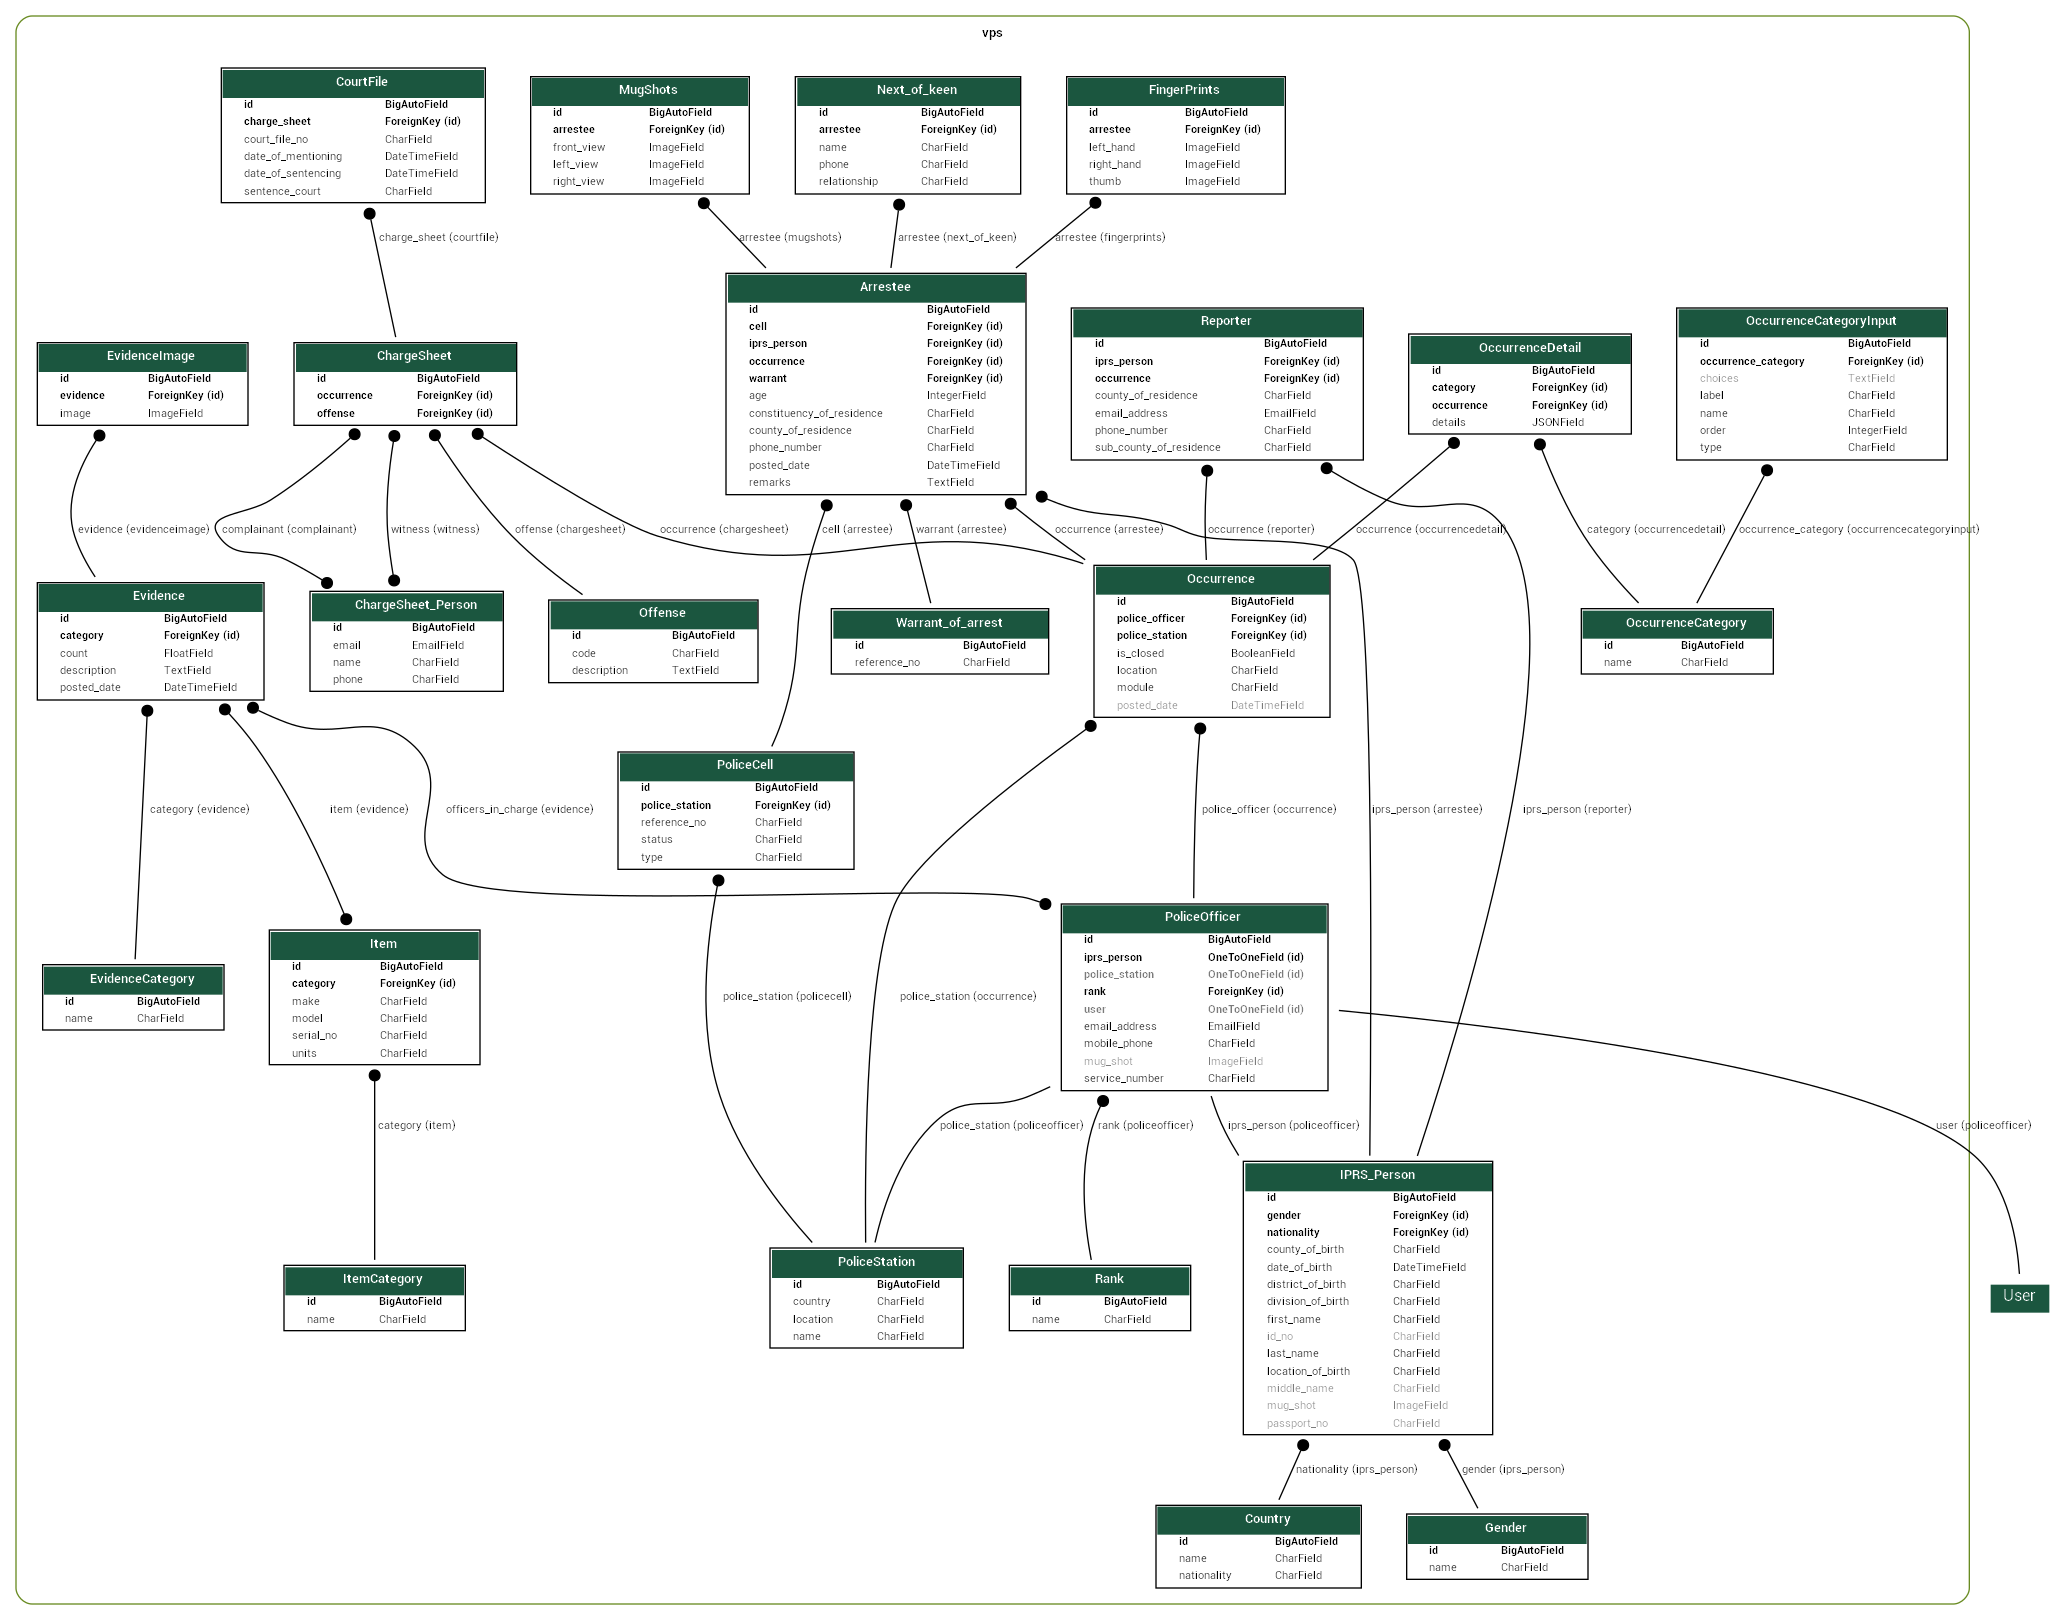 vps
CourtFile
id BigAutoField
charge_sheet ForeignKey (id)
court_file_no CharField
date_of_mentioning DateTimeField
date_of_sentencing DateTimeField
sentence_court CharField
MugShots
id BigAutoField
arrestee ForeignKey (id)
front_view ImageField
left_view ImageField
right_view ImageField
Next_of_keen
id BigAutoField
arrestee ForeignKey (id)
name CharField
phone CharField
relationship CharField
FingerPrints
id BigAutoField
arrestee ForeignKey (id)
left_hand ImageField
right_hand ImageField
thumb ImageField
charge_sheet (courtfile)
arrestee (mugshots)
arrestee (next_of_keen)
arrestee (fingerprints)
EvidenceImage
id BigAutoField
evidence ForeignKey (id)
image ImageField
ChargeSheet
id BigAutoField
occurrence ForeignKey (id)
offense ForeignKey (id)
Arrestee
id BigAutoField
cell ForeignKey (id)
iprs_person ForeignKey (id)
occurrence ForeignKey (id)
warrant ForeignKey (id)
age IntegerField
constituency_of_residence CharField
county_of_residence CharField
phone_number CharField
posted_date DateTimeField
remarks TextField
Reporter
id BigAutoField
iprs_person ForeignKey (id)
occurrence ForeignKey (id)
county_of_residence CharField
email_address EmailField
phone_number CharField
sub_county_of_residence CharField
OccurrenceDetail
id BigAutoField
category ForeignKey (id)
occurrence ForeignKey (id)
details JSONField
OccurrenceCategoryInput
id BigAutoField
occurrence_category ForeignKey (id)
choices TextField
label CharField
name CharField
order IntegerField
type CharField
evidence (evidenceimage)
complainant (complainant)
witness (witness)
offense (chargesheet)
occurrence (chargesheet)
cell (arrestee)
warrant (arrestee)
occurrence (arrestee)
occurrence (reporter)
occurrence (occurrencedetail)
category (occurrencedetail)
occurrence_category (occurrencecategoryinput)
Evidence
id BigAutoField
category ForeignKey (id)
count FloatField
description TextField
posted_date DateTimeField
ChargeSheet_Person
id BigAutoField
email EmailField
name CharField
phone CharField
Offense
id BigAutoField
code CharField
description TextField
Warrant_of_arrest
id BigAutoField
reference_no CharField
Occurrence
id BigAutoField
police_officer ForeignKey (id)
police_station ForeignKey (id)
is_closed BooleanField
location CharField
module CharField
posted_date DateTimeField
OccurrenceCategory
id BigAutoField
name CharField
PoliceCell
id BigAutoField
police_station ForeignKey (id)
reference_no CharField
status CharField
type CharField
category (evidence)
item (evidence)
officers_in_charge (evidence)
police_officer (occurrence)
iprs_person (arrestee)
iprs_person (reporter)
EvidenceCategory
id BigAutoField
name CharField
Item
id BigAutoField
category ForeignKey (id)
make CharField
model CharField
serial_no CharField
units CharField
police_station (policecell)
police_station (occurrence)
PoliceOfficer
id BigAutoField
iprs_person OneToOneField (id)
police_station OneToOneField (id)
rank ForeignKey (id)
user OneToOneField (id)
email_address EmailField
mobile_phone CharField
mug_shot ImageField
service_number CharField
category (item)
police_station (policeofficer)
rank (policeofficer)
iprs_person (policeofficer)
user (policeofficer)
ItemCategory
id BigAutoField
name CharField
PoliceStation
id BigAutoField
country CharField
location CharField
name CharField
Rank
id BigAutoField
name CharField
IPRS_Person
id BigAutoField
gender ForeignKey (id)
nationality ForeignKey (id)
county_of_birth CharField
date_of_birth DateTimeField
district_of_birth CharField
division_of_birth CharField
first_name CharField
id_no CharField
last_name CharField
location_of_birth CharField
middle_name CharField
mug_shot ImageField
passport_no CharField
User
nationality (iprs_person)
gender (iprs_person)
Country
id BigAutoField
name CharField
nationality CharField
Gender
id BigAutoField
name CharField